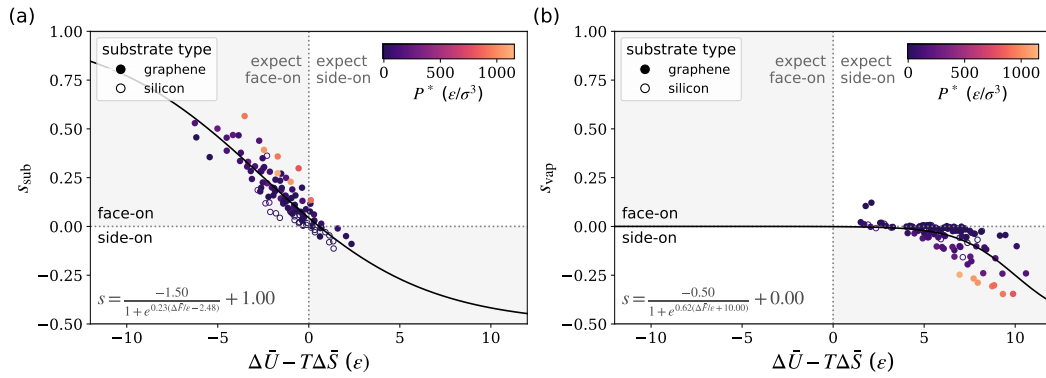 (a)
1.00
0.75
0.50
0.25
0.00
−0.25
−0.50
s_sub
substrate type
graphene
silicon
expect face-on
expect side-on
0 500 1000
P* (ε/σ³)
face-on
side-on
s = −1.50 / (1 + e^{0.23(ΔF̄/ε−2.48)}) + 1.00
−10 −5 0 5 10
ΔŪ − TΔS̄ (ε)
(b)
1.00
0.75
0.50
0.25
0.00
−0.25
−0.50
s_vap
substrate type
graphene
silicon
expect face-on
expect side-on
0 500 1000
P* (ε/σ³)
face-on
side-on
s = −0.50 / (1 + e^{0.62(ΔF̄/ε+10.00)}) + 0.00
−10 −5 0 5 10
ΔŪ − TΔS̄ (ε)